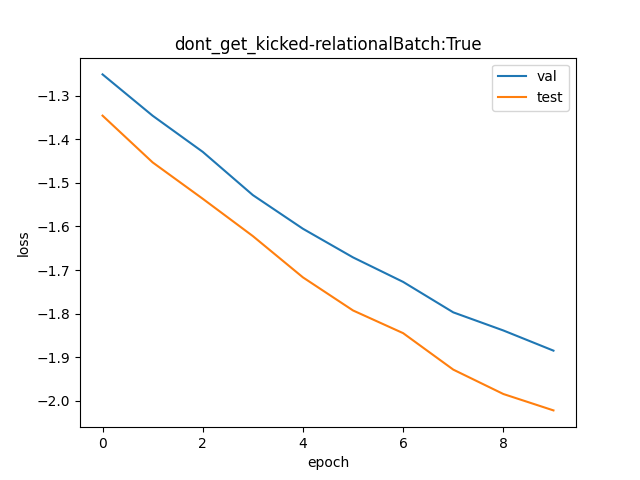 dont_get_kicked-relationalBatch:True
val
test
−1.3
−1.4
−1.5
−1.6
−1.7
−1.8
−1.9
−2.0
loss
0 2 4 6 8
epoch